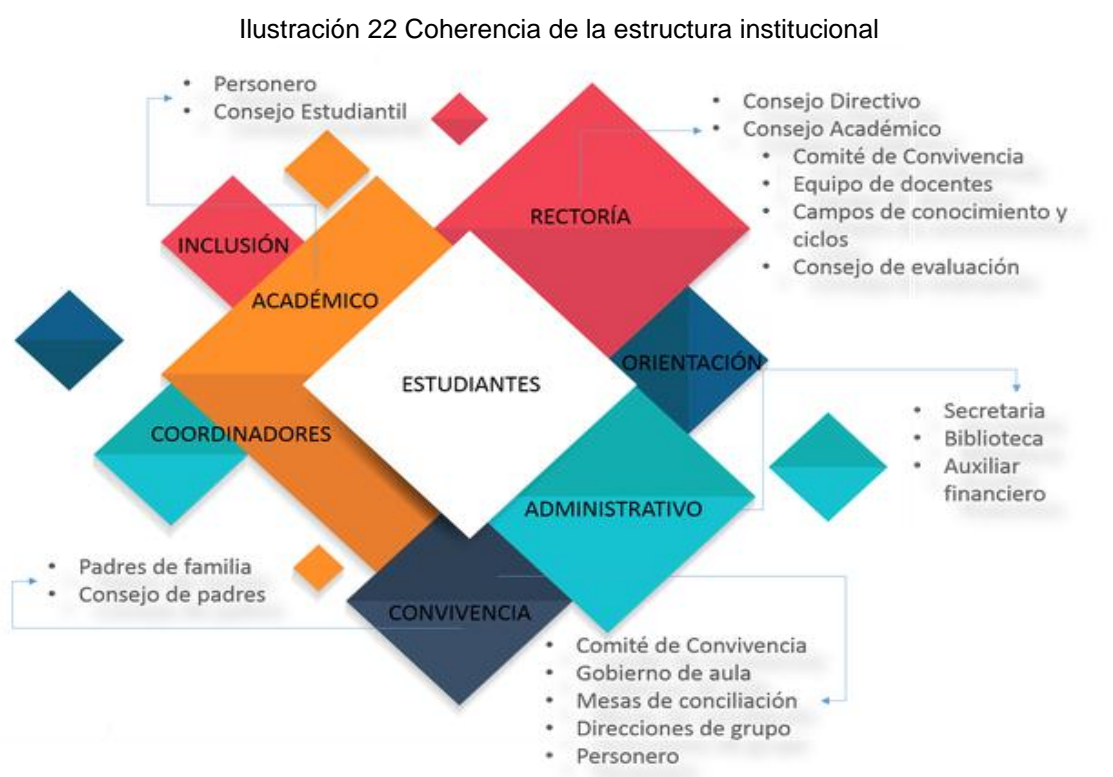 Ilustración 22 Coherencia de la estructura institucional
• Personero
• Consejo Estudiantil
• Consejo Directivo
• Consejo Académico
• Comité de Convivencia
• Equipo de docentes
• Campos de conocimiento y
ciclos
• Consejo de evaluación
RECTORÍA
INCLUSIÓN
ACADÉMICO
ORIENTACIÓN
ESTUDIANTES
COORDINADORES
ADMINISTRATIVO
CONVIVENCIA
• Secretaria
• Biblioteca
• Auxiliar
financiero
• Padres de familia
• Consejo de padres
• Comité de Convivencia
• Gobierno de aula
• Mesas de conciliación
• Direcciones de grupo
• Personero